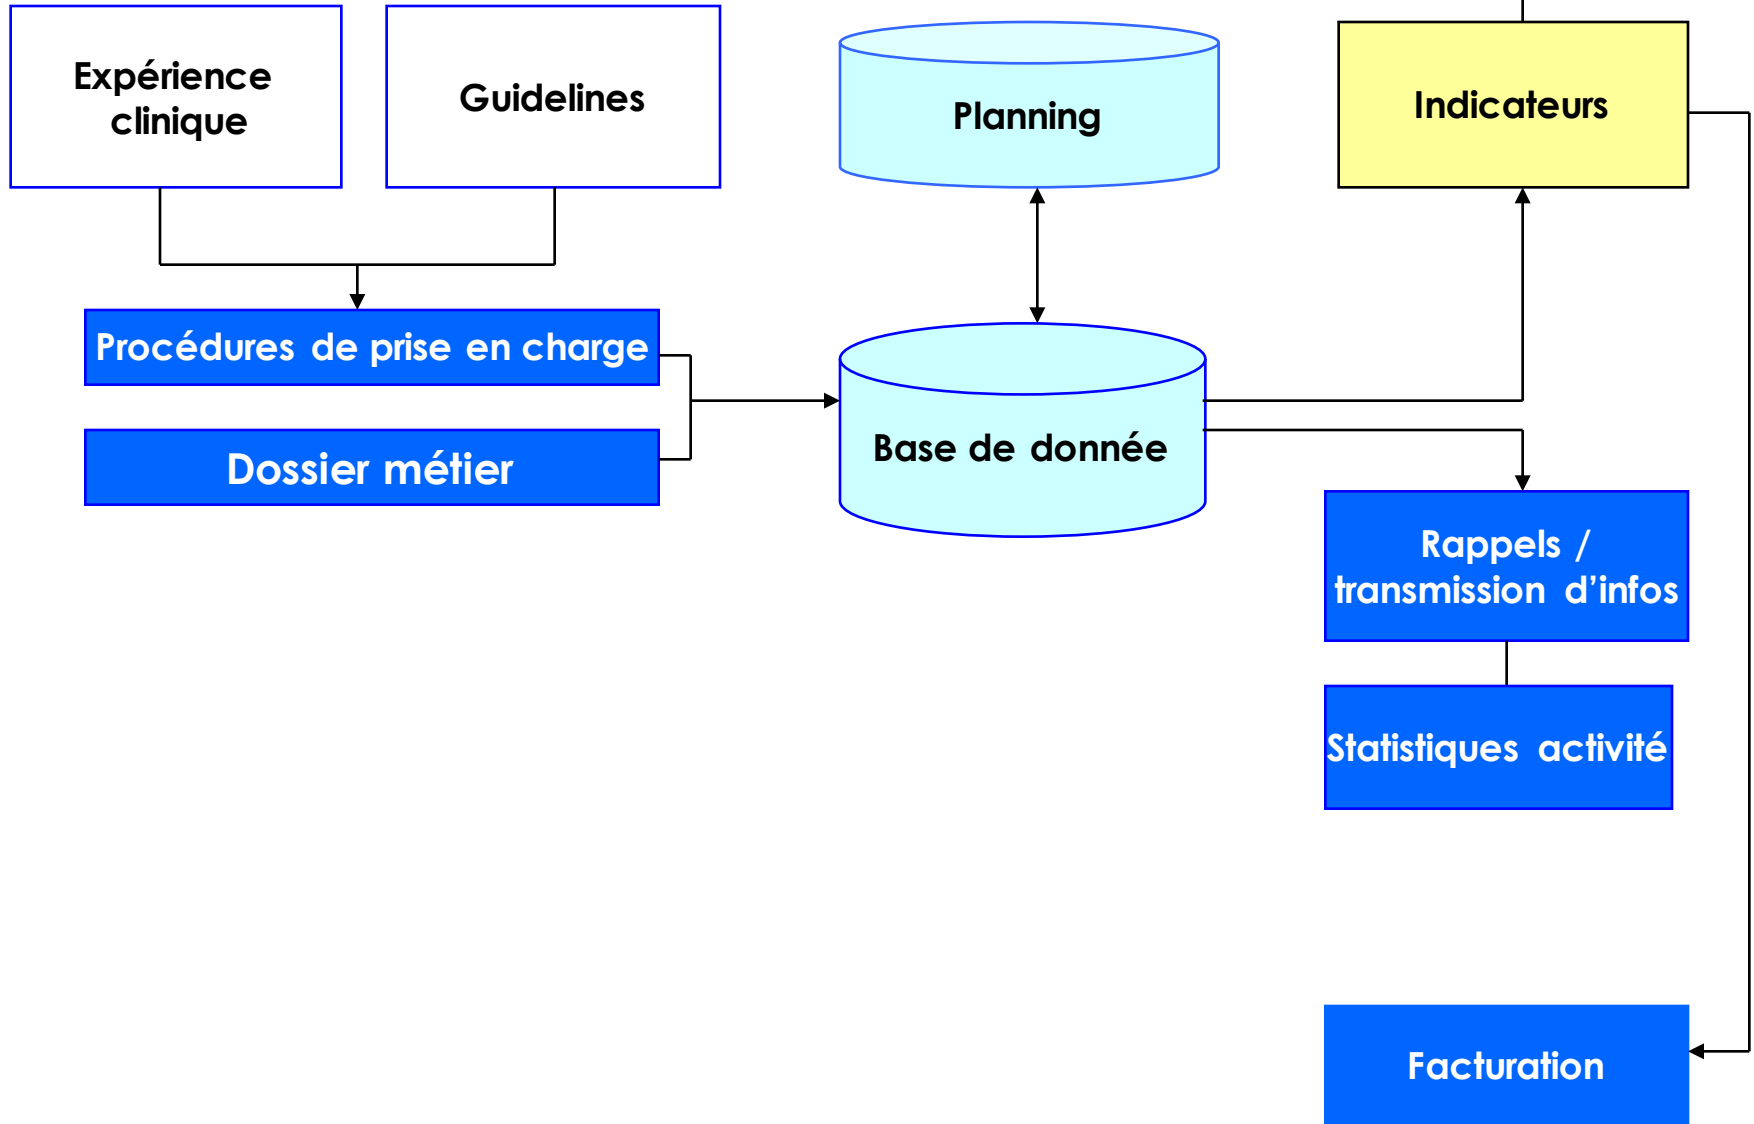 Expérience
clinique
Guidelines
Planning
Indicateurs
Procédures de prise en charge
Dossier métier
Base de donnée
Rappels /
transmission d’infos
Statistiques activité
Facturation